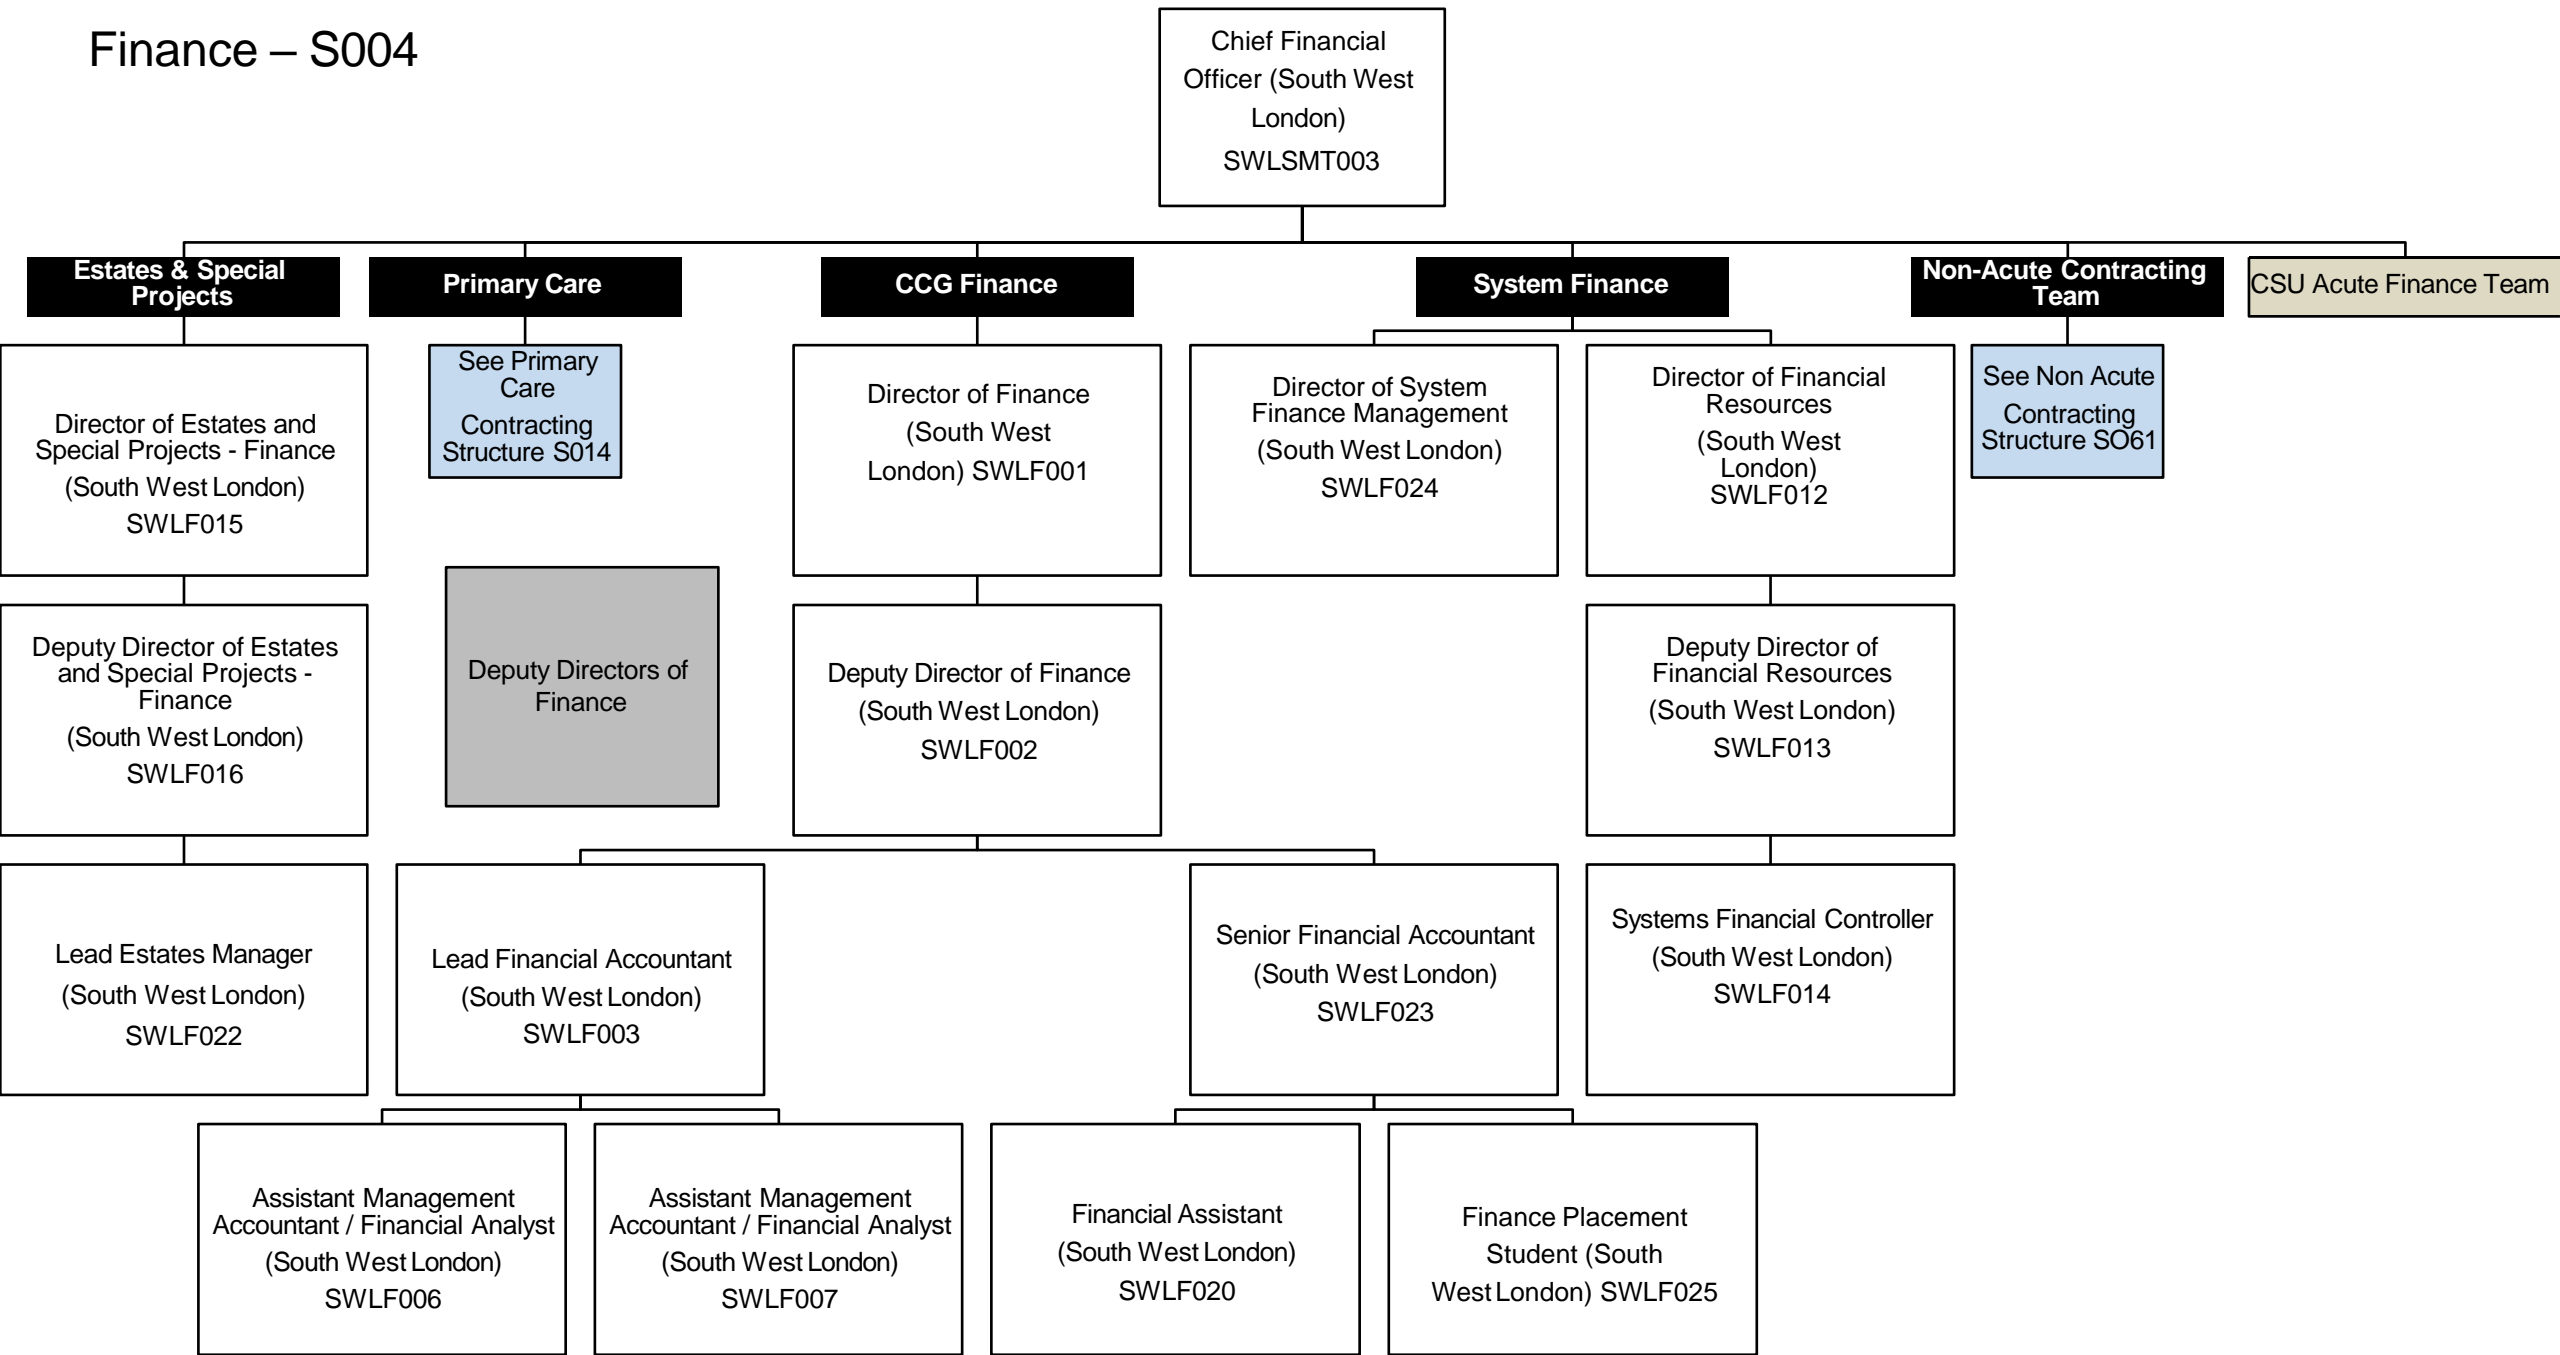 Finance – S004
Chief Financial
Officer (South West
London)
SWLSMT003
Estates & Special
Projects
Primary Care
CCG Finance
System Finance
Non-Acute Contracting
Team
CSU Acute Finance Team
Director of Estates and
Special Projects - Finance
(South West London)
SWLF015
See Primary
Care
Contracting
Structure S014
Director of Finance
(South West
London) SWLF001
Director of System
Finance Management
(South West London)
SWLF024
Director of Financial
Resources
(South West
London)
SWLF012
See Non Acute
Contracting
Structure SO61
Deputy Director of Estates
and Special Projects -
Finance
(South West London)
SWLF016
Deputy Directors of
Finance
Deputy Director of Finance
(South West London)
SWLF002
Deputy Director of
Financial Resources
(South West London)
SWLF013
Lead Estates Manager
(South West London)
SWLF022
Lead Financial Accountant
(South West London)
SWLF003
Senior Financial Accountant
(South West London)
SWLF023
Systems Financial Controller
(South West London)
SWLF014
Assistant Management
Accountant / Financial Analyst
(South West London)
SWLF006
Assistant Management
Accountant / Financial Analyst
(South West London)
SWLF007
Financial Assistant
(South West London)
SWLF020
Finance Placement
Student (South
West London) SWLF025